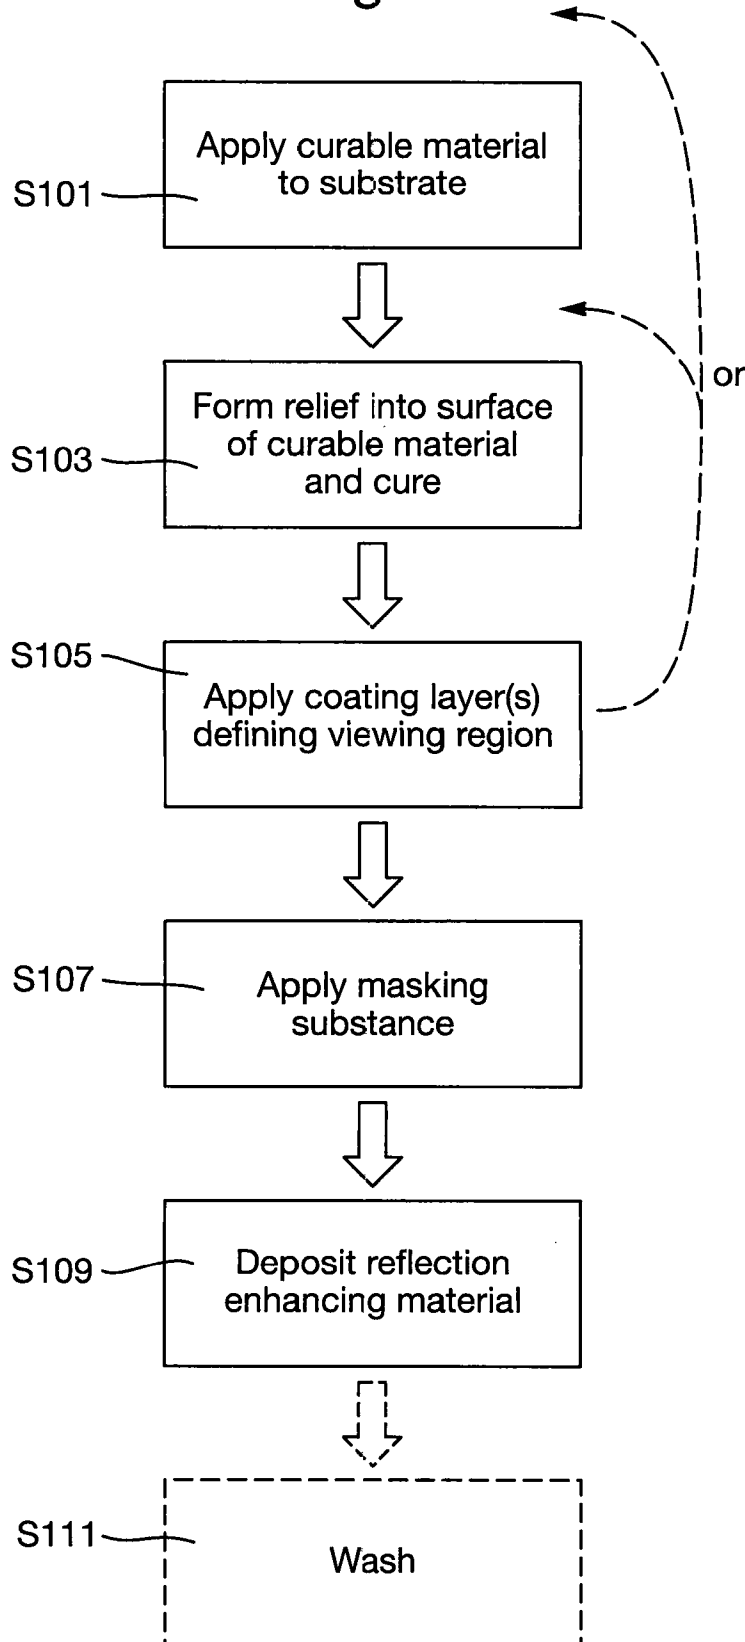 Apply curable material
to substrate
S101
or
Form relief into surface
of curable material
and cure
S103
S105
Apply coating layer(s)
defining viewing region
S107
Apply masking
substance
S109
Deposit reflection
enhancing material
S111
Wash